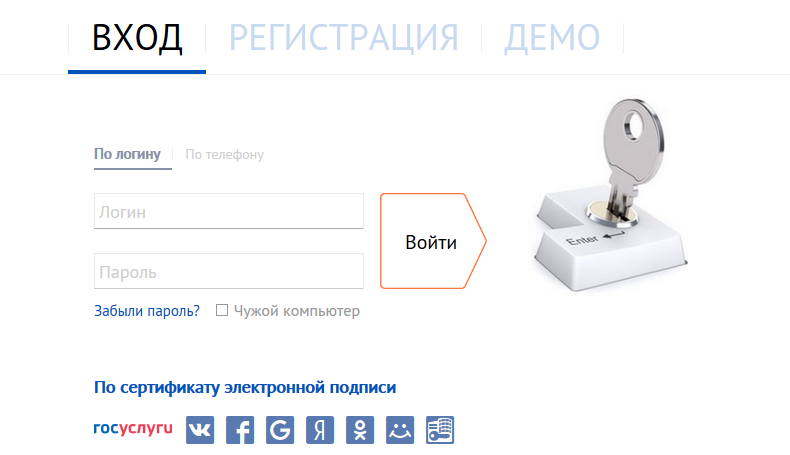 ВХОД РЕГИСТРАЦИЯ ДЕМО
По логину По телефону
Логин
Войти
Enter
Пароль
Забыли пароль? Чужой компьютер
По сертификату электронной подписи
госуслуги